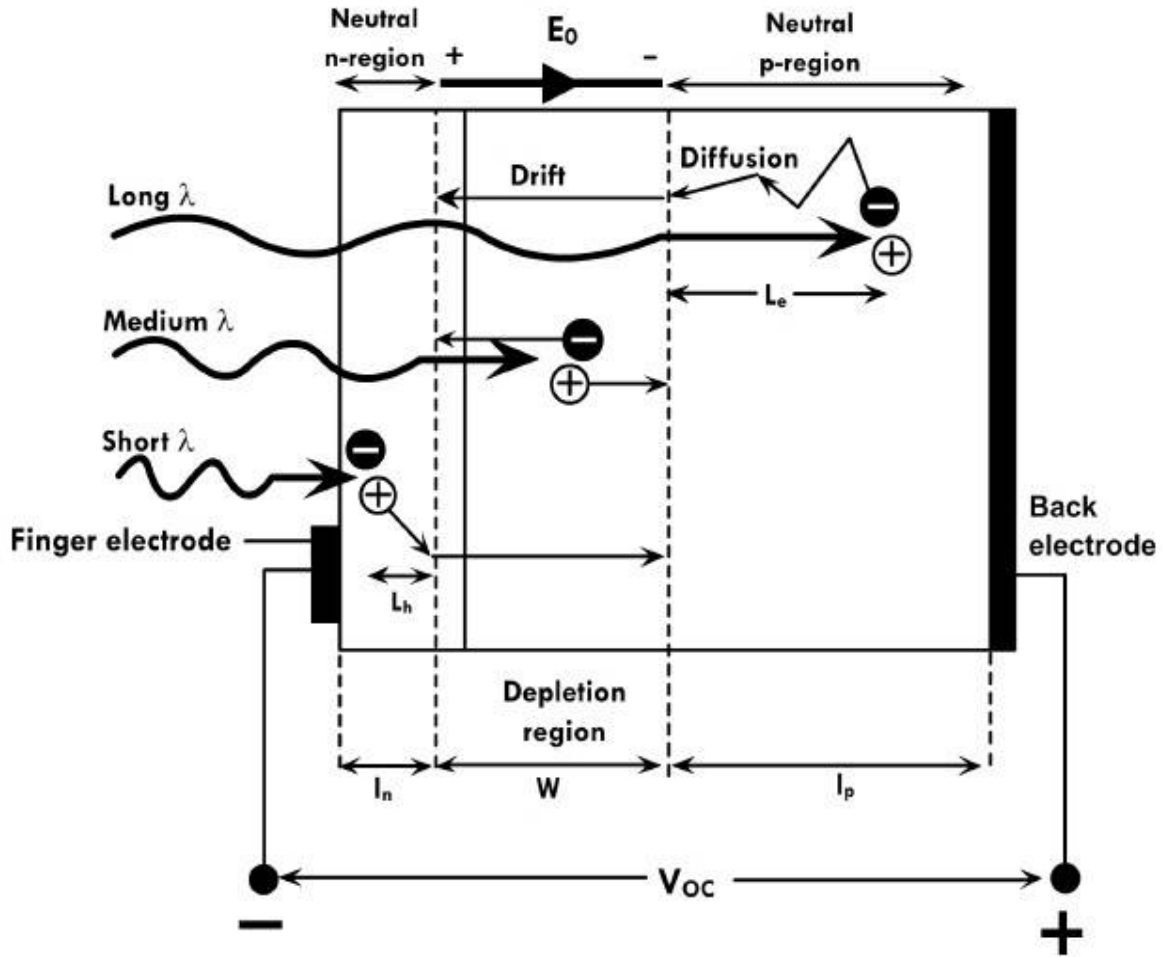 Neutral
n-region
+
E₀
-
Neutral
p-region
Long λ
Drift
Diffusion
−
+
Lₑ
Medium λ
−
+
Short λ
−
+
Finger electrode
Lₕ
Back
electrode
Depletion
region
lₙ
W
lₚ
V_OC
−
+